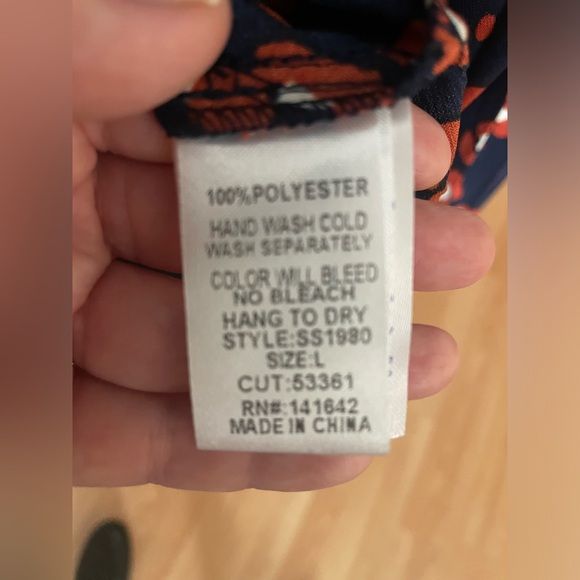 100%POLYESTER
HAND WASH COLD
WASH SEPARATELY
COLOR WILL BLEED
NO BLEACH
HANG TO DRY
STYLE:SS1980
SIZE:L
CUT:53361
RN#:141642
MADE IN CHINA